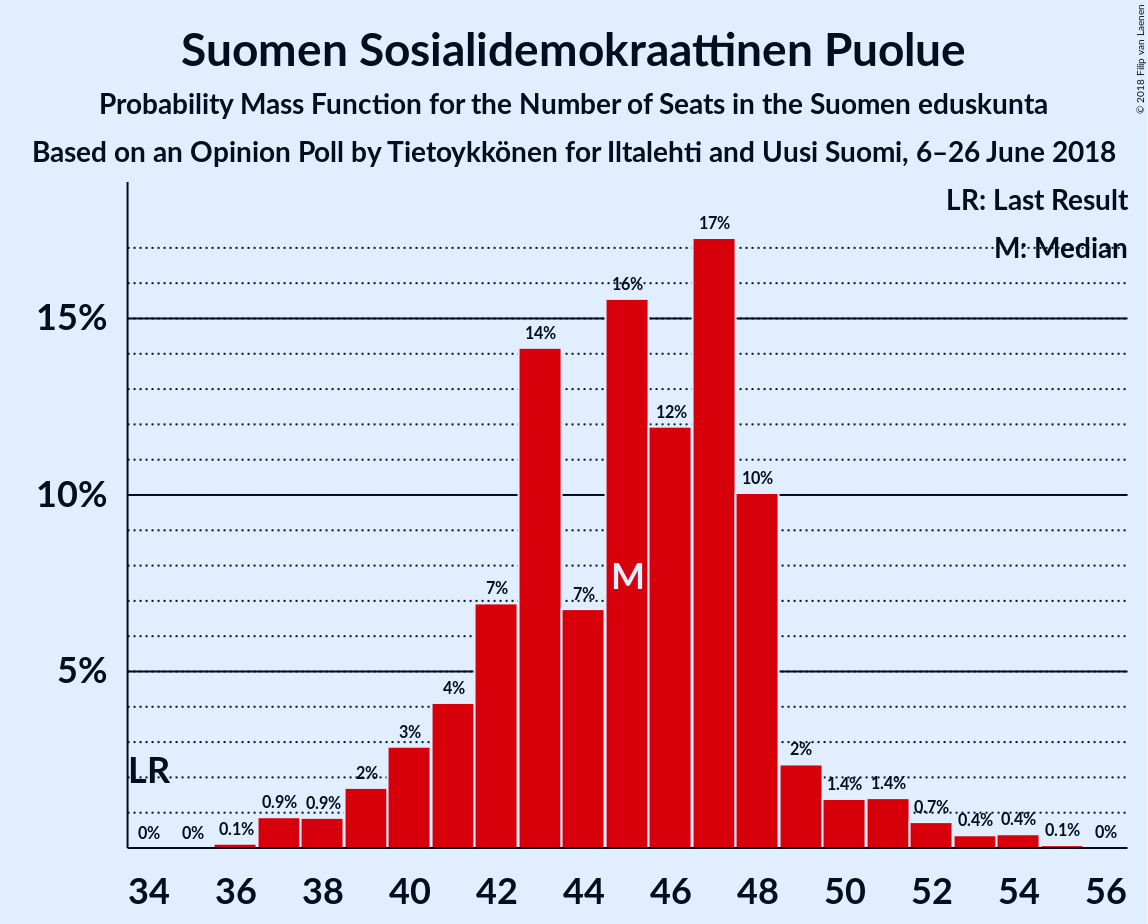 Suomen Sosialidemokraattinen Puolue
Probability Mass Function for the Number of Seats in the Suomen eduskunta
Based on an Opinion Poll by Tietoykkönen for Iltalehti and Uusi Suomi, 6–26 June 2018
© 2018 Filip van Laenen
LR: Last Result
M: Median
17%
16%
15%
14%
12%
10%
10%
M
7%
7%
5%
4%
3%
LR
2%
2%
1.4%
1.4%
0.9%
0.9%
0.7%
0.4%
0.4%
0%
0%
0.1%
0.1%
0%
34 36 38 40 42 44 46 48 50 52 54 56